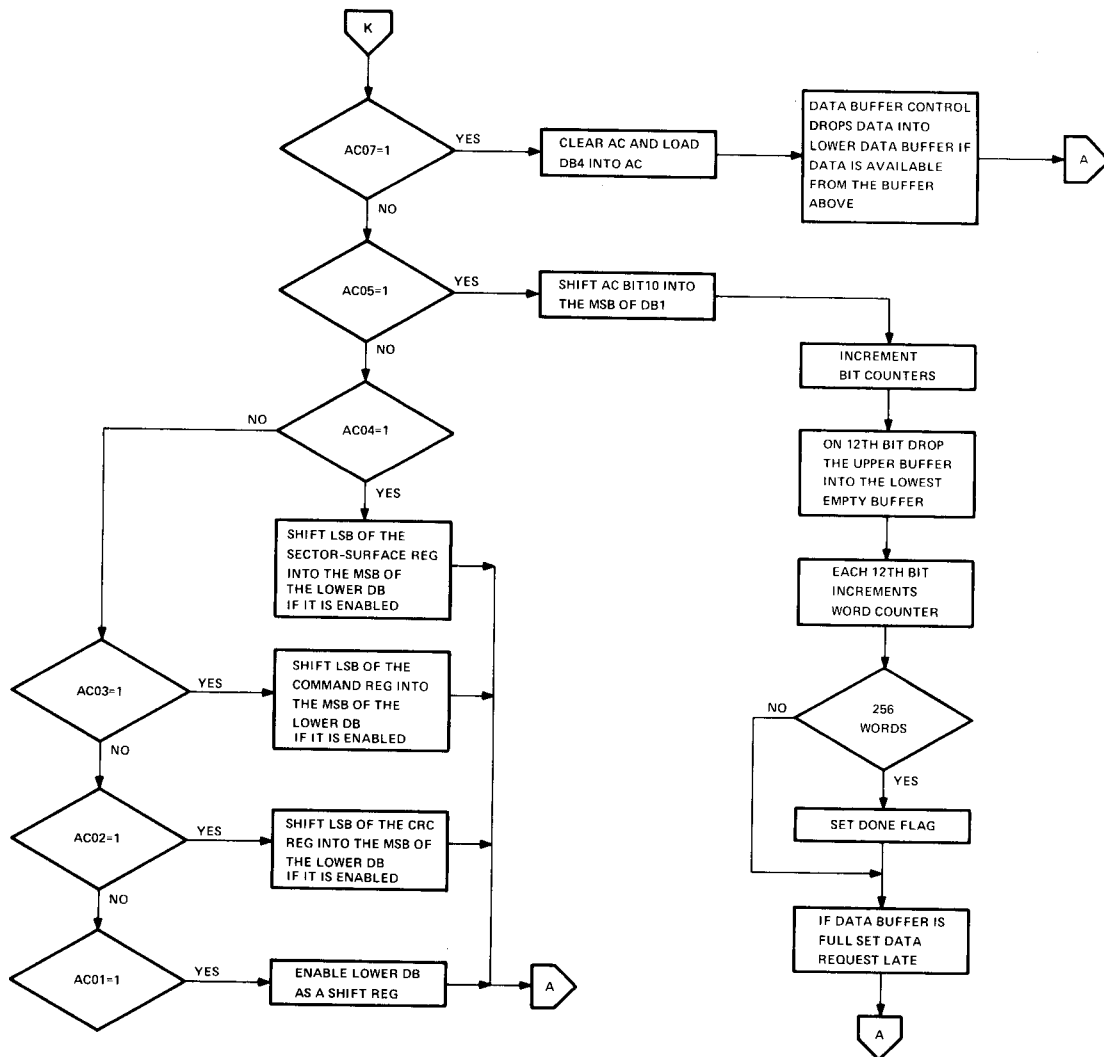 K
AC07=1
YES
CLEAR AC AND LOAD
DB4 INTO AC
DATA BUFFER CONTROL
DROPS DATA INTO
LOWER DATA BUFFER IF
DATA IS AVAILABLE
FROM THE BUFFER
ABOVE
A
NO
AC05=1
YES
SHIFT AC BIT10 INTO
THE MSB OF DB1
NO
INCREMENT
BIT COUNTERS
ON 12TH BIT DROP
THE UPPER BUFFER
INTO THE LOWEST
EMPTY BUFFER
EACH 12TH BIT
INCREMENTS
WORD COUNTER
256
WORDS
NO
YES
SET DONE FLAG
IF DATA BUFFER IS
FULL SET DATA
REQUEST LATE
A
AC04=1
NO
YES
SHIFT LSB OF THE
SECTOR-SURFACE REG
INTO THE MSB OF
THE LOWER DB
IF IT IS ENABLED
AC03=1
YES
SHIFT LSB OF THE
COMMAND REG INTO
THE MSB OF THE
LOWER DB
IF IT IS ENABLED
NO
AC02=1
YES
SHIFT LSB OF THE CRC
REG INTO THE MSB OF
THE LOWER DB
IF IT IS ENABLED
NO
AC01=1
YES
ENABLE LOWER DB
AS A SHIFT REG
A